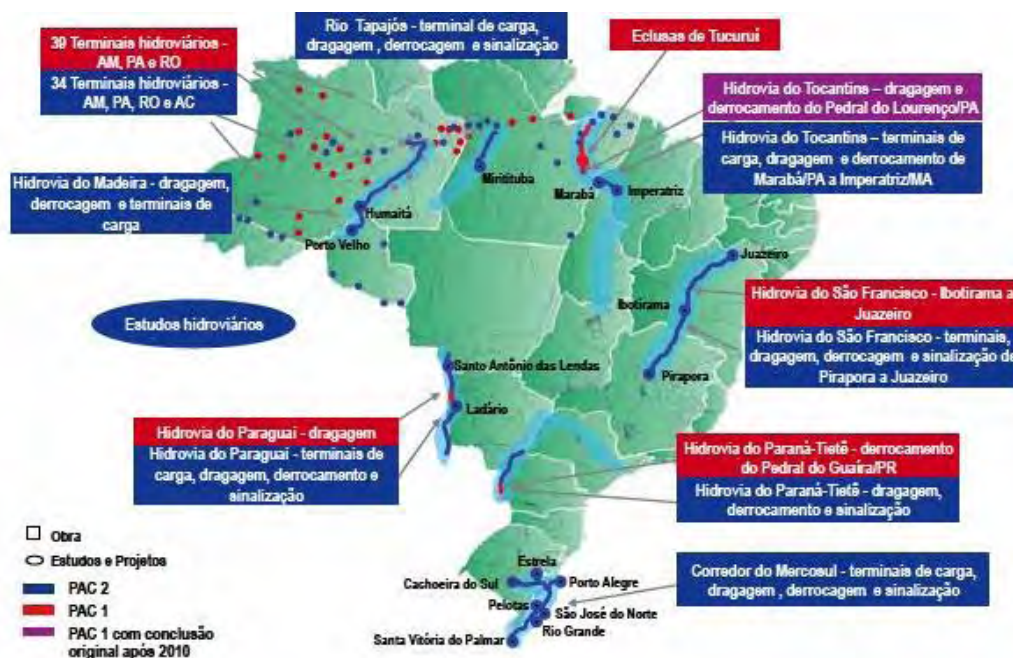 Rio Tapajós - terminal de carga,
dragagem , derrocagem e sinalização
39 Terminais hidroviários -
AM, PA e RO
34 Terminais hidroviários -
AM, PA, RO e AC
Eclusas de Tucuruí
Hidrovia do Tocantins – dragagem e
derrocamento do Pedral do Lourenço/PA
Hidrovia do Tocantins – terminais de
carga, dragagem e derrocamento de
Marabá/PA a Imperatriz/MA
Hidrovia do Madeira - dragagem,
derrocagem e terminais de
carga
Miritituba
Marabá
Imperatriz
Humaitá
Porto Velho
Juazeiro
Ibotirama
Pirapora
Hidrovia do São Francisco - Ibotirama a
Juazeiro
Hidrovia do São Francisco - terminais,
dragagem, derrocagem e sinalização de
Pirapora a Juazeiro
Estudos hidroviários
Santo Antônio das Lendas
Ladário
Hidrovia do Paraguai - dragagem
Hidrovia do Paraguai - terminais de
carga, dragagem, derrocamento e
sinalização
Hidrovia do Paraná-Tietê - derrocamento
do Pedral do Guaíra/PR
Hidrovia do Paraná-Tietê - dragagem,
derrocamento e sinalização
Estrela
Cachoeira do Sul
Porto Alegre
Pelotas
São José do Norte
Rio Grande
Santa Vitória do Palmar
Corredor do Mercosul - terminais de carga,
dragagem , derrocagem e sinalização
Obra
Estudos e Projetos
PAC 2
PAC 1
PAC 1 com conclusão
original após 2010